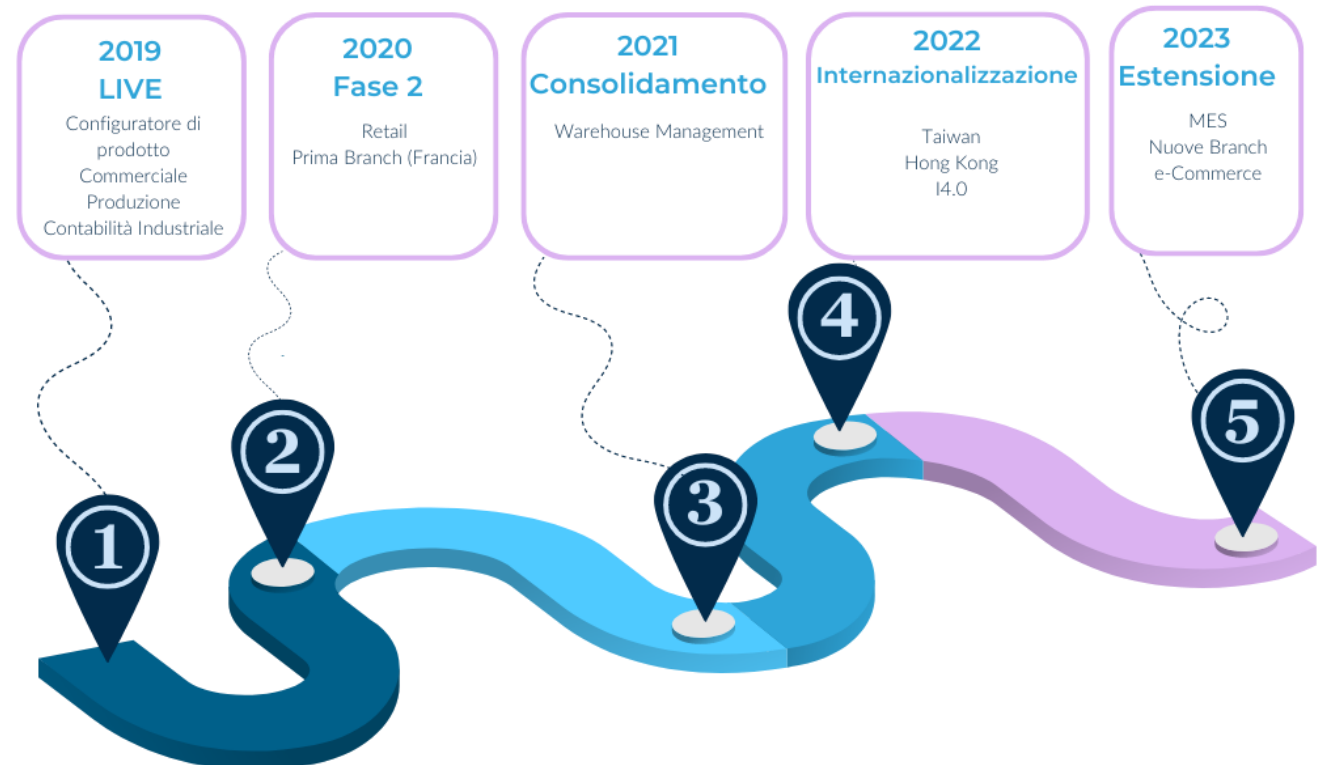 2019
LIVE
Configuratore di
prodotto
Commerciale
Produzione
Contabilità Industriale
2020
Fase 2
Retail
Prima Branch (Francia)
2021
Consolidamento
Warehouse Management
2022
Internazionalizzazione
Taiwan
Hong Kong
I4.0
2023
Estensione
MES
Nuove Branch
e-Commerce
1
2
3
4
5